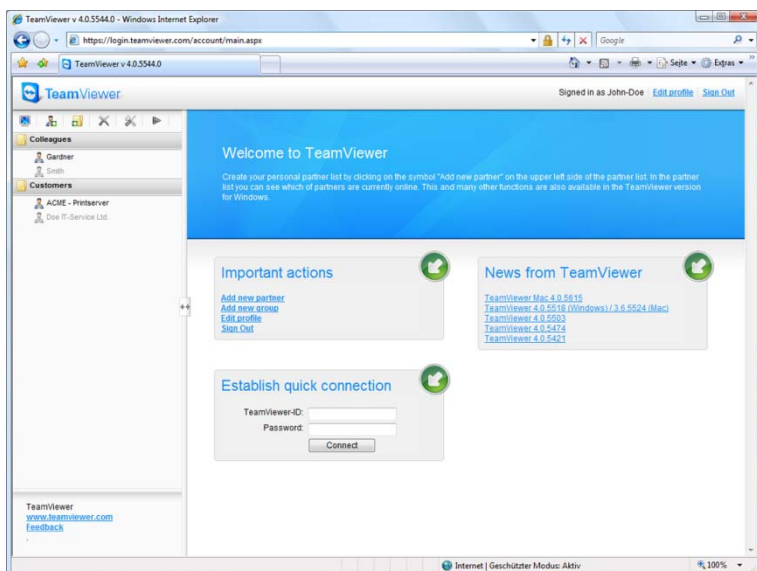 TeamViewer v 4.0.5544.0 - Windows Internet Explorer
https://login.teamviewer.com/account/main.aspx
Google
TeamViewer v 4.0.5544.0
Seite
Extras
TeamViewer
Signed in as John-Doe Edit profile Sign Out
Colleagues
Gardner
Smith
Customers
ACME - Printserver
Doe IT-Service Ltd.
Welcome to TeamViewer
Create your personal partner list by clicking on the symbol "Add new partner" on the upper left side of the partner list. In the partner
list you can see which of partners are currently online. This and many other functions are also available in the TeamViewer version
for Windows.
Important actions
Add new partner
Add new group
Edit profile
Sign Out
News from TeamViewer
TeamViewer Mac 4.0.5615
TeamViewer 4.0.5518 (Windows) / 3.6.5524 (Mac)
TeamViewer 4.0.5503
TeamViewer 4.0.5474
TeamViewer 4.0.5421
Establish quick connection
TeamViewer-ID:
Password:
Connect
TeamViewer
www.teamviewer.com
Feedback
.
Internet | Geschützter Modus: Aktiv
100%